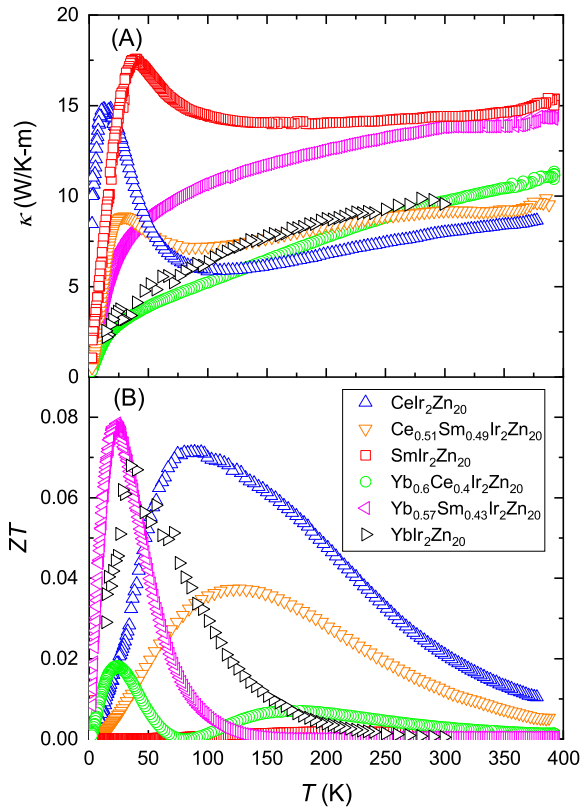 (A)
κ (W/K-m)
20
15
10
5
0
(B)
CeIr₂Zn₂₀
Ce₀.₅₁Sm₀.₄₉Ir₂Zn₂₀
SmIr₂Zn₂₀
Yb₀.₆Ce₀.₄Ir₂Zn₂₀
Yb₀.₅₇Sm₀.₄₃Ir₂Zn₂₀
YbIr₂Zn₂₀
ZT
0.08
0.06
0.04
0.02
0.00
0 50 100 150 200 250 300 350 400
T (K)